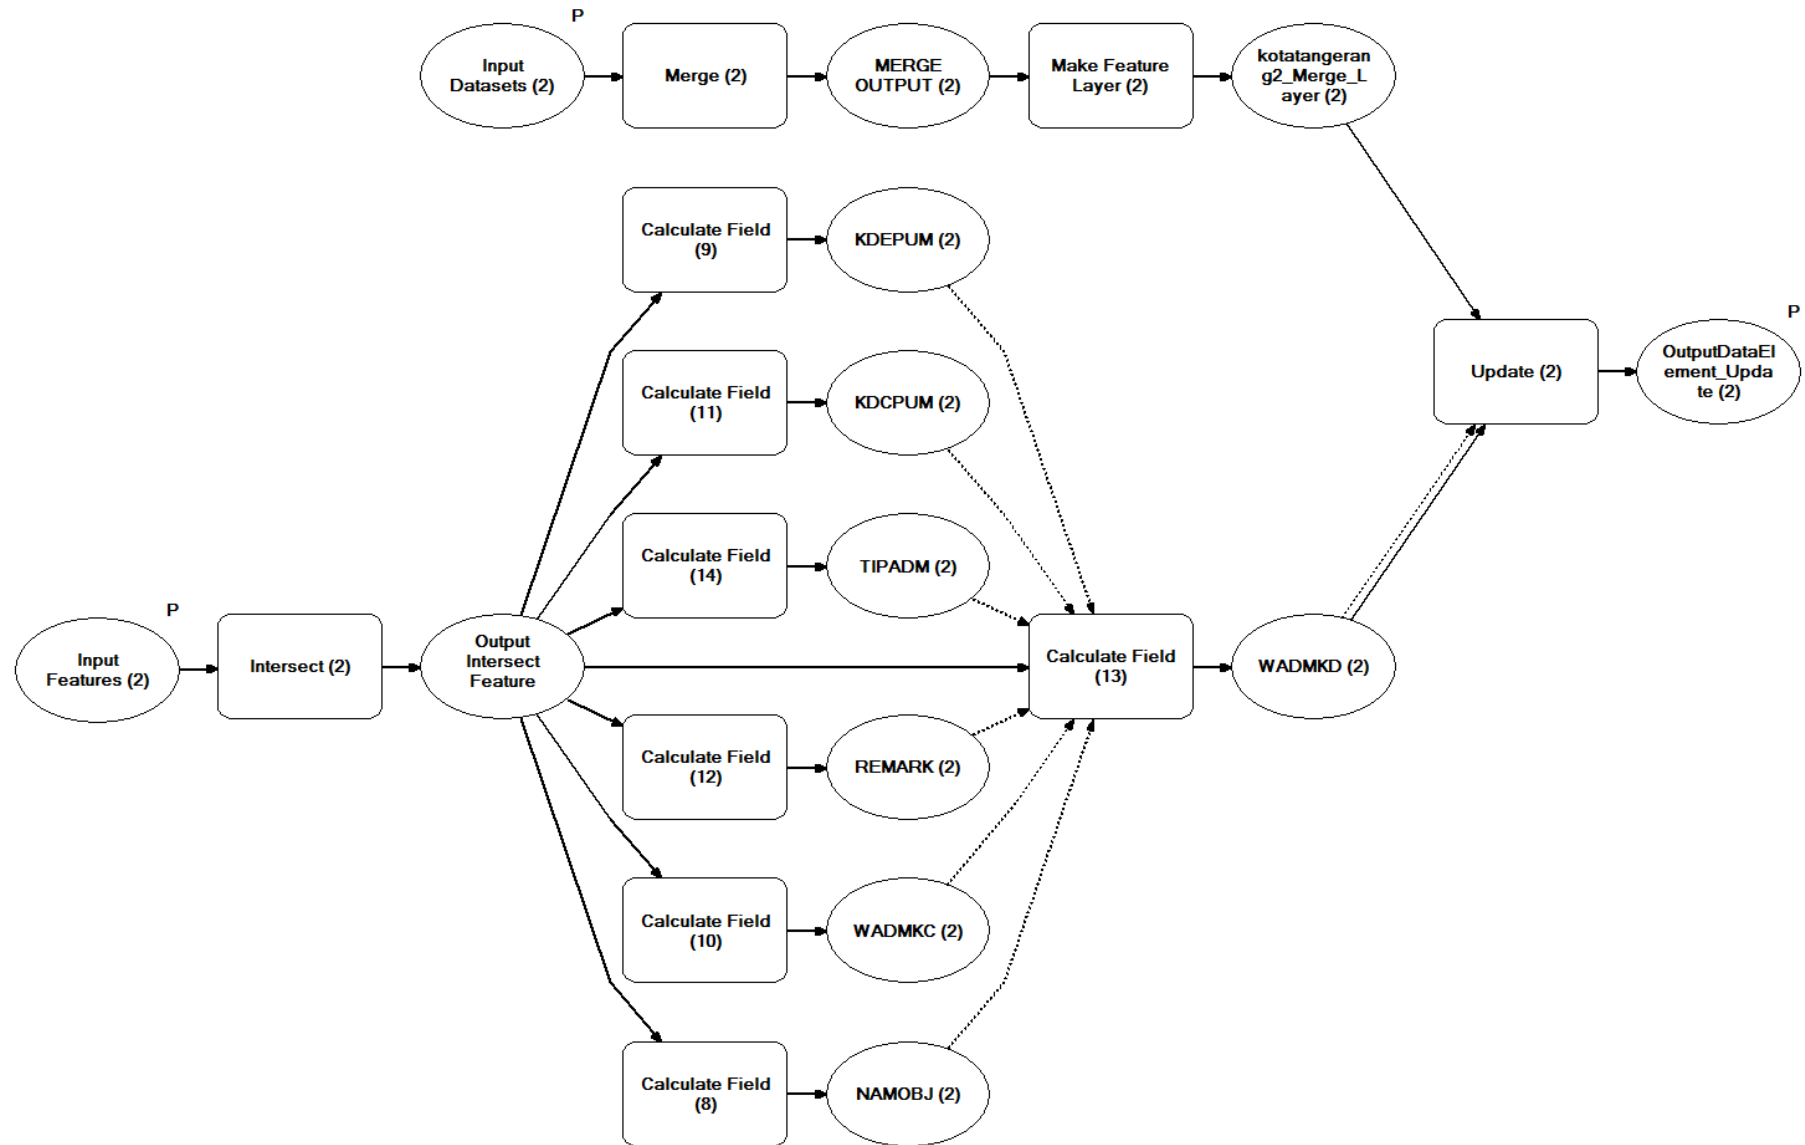 P
Input
Datasets (2)
Merge (2)
MERGE
OUTPUT (2)
Make Feature
Layer (2)
kotatangeran
g2_Merge_L
ayer (2)
Calculate Field
(9)
KDEPUM (2)
Calculate Field
(11)
KDCPUM (2)
P
Update (2)
OutputDataEl
ement_Upda
te (2)
Calculate Field
(14)
TIPADM (2)
P
Input
Features (2)
Intersect (2)
Output
Intersect
Feature
Calculate Field
(13)
WADMKD (2)
Calculate Field
(12)
REMARK (2)
Calculate Field
(10)
WADMKC (2)
Calculate Field
(8)
NAMOBJ (2)